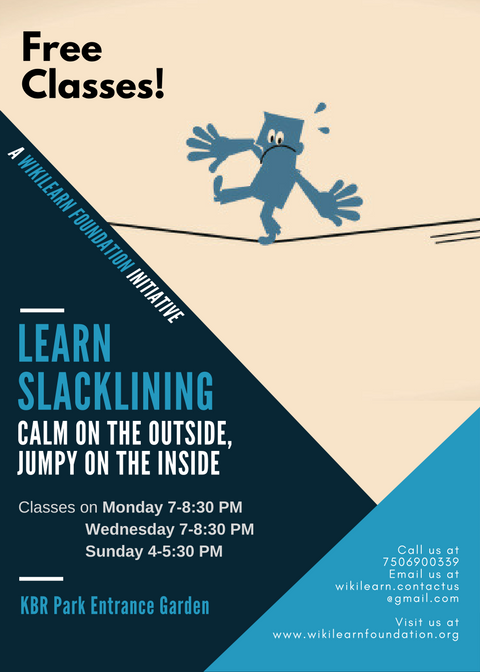 Free
Classes!
A WIKILEARN FOUNDATION INITIATIVE
LEARN
SLACKLINING
CALM ON THE OUTSIDE,
JUMPY ON THE INSIDE
Classes on Monday 7-8:30 PM
Wednesday 7-8:30 PM
Sunday 4-5:30 PM
KBR Park Entrance Garden
Call us at
7506900339
Email us at
wikilearn.contactus
@gmail.com
Visit us at
www.wikilearnfoundation.org